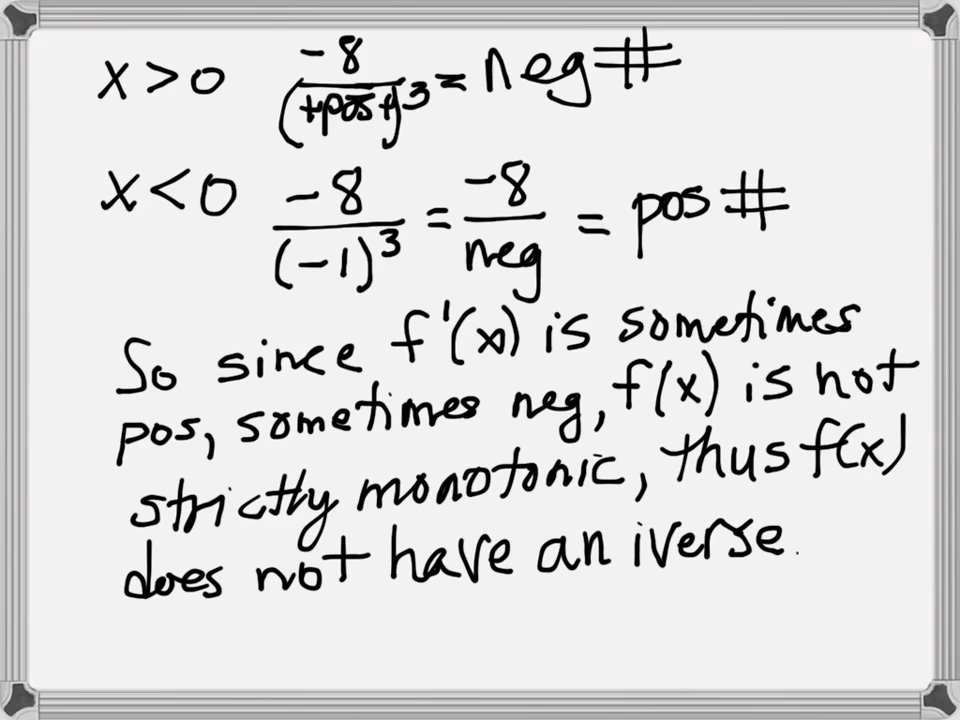 x > 0 -8/(+pos+)^3 = neg #
x < 0 -8/(-1)^3 = -8/neg = pos #
So since f'(x) is sometimes
pos, sometimes neg, f(x) is not
strictly monotonic, thus f(x)
does not have an iverse.